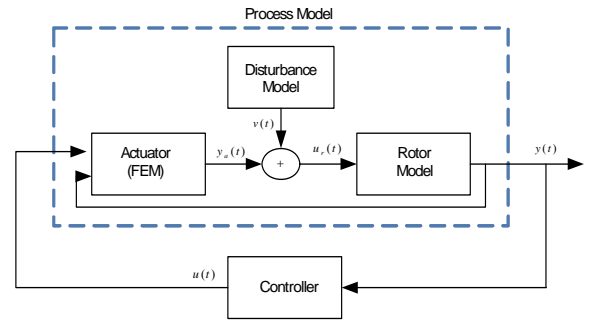 Process Model
Disturbance
Model
v(t)
Actuator
(FEM)
y_a(t)
+
u_r(t)
Rotor
Model
y(t)
u(t)
Controller